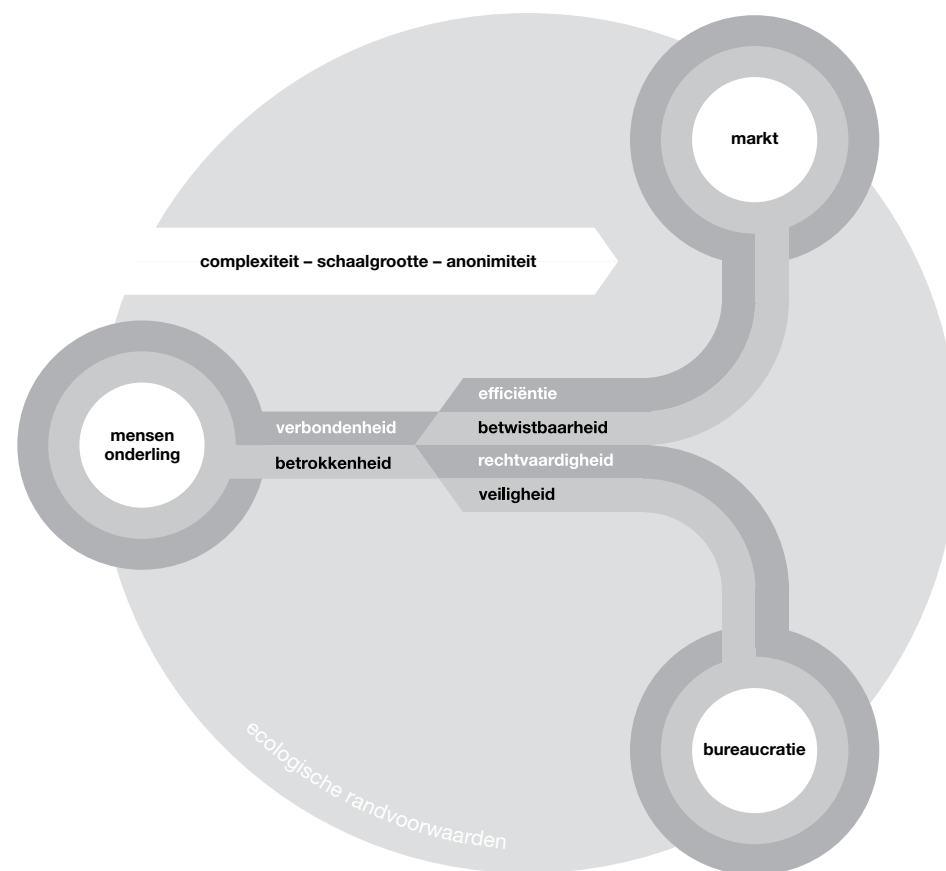 markt
complexiteit – schaalgrootte – anonimiteit
mensen
onderling
verbondenheid
betrokkenheid
efficiëntie
betwistbaarheid
rechtvaardigheid
veiligheid
bureaucratie
ecologische randvoorwaarden